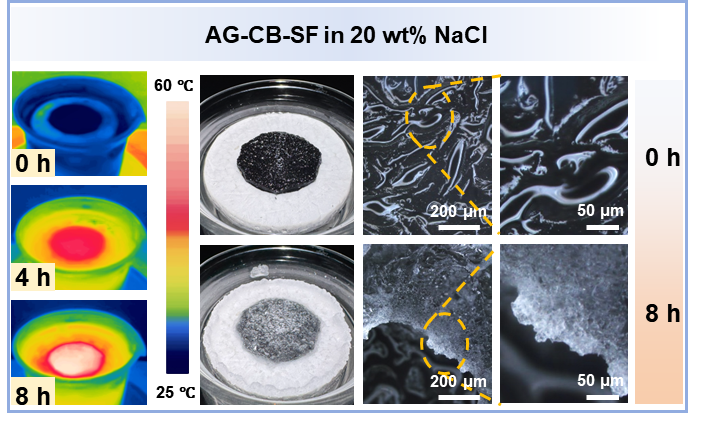 AG-CB-SF in 20 wt% NaCl
0 h
4 h
8 h
60 ℃
25 ℃
200 μm
50 μm
200 μm
50 μm
0 h
8 h